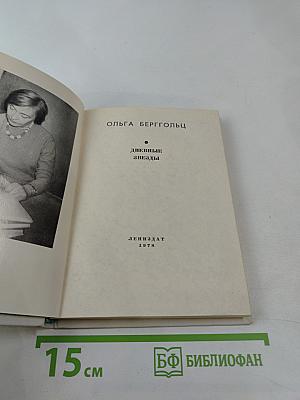 ОЛЬГА БЕРГГОЛЬЦ
ДНЕВНЫЕ
ЗВЕЗДЫ
ЛЕНИЗДАТ
1978
15 см
БФ БИБЛИОФАН